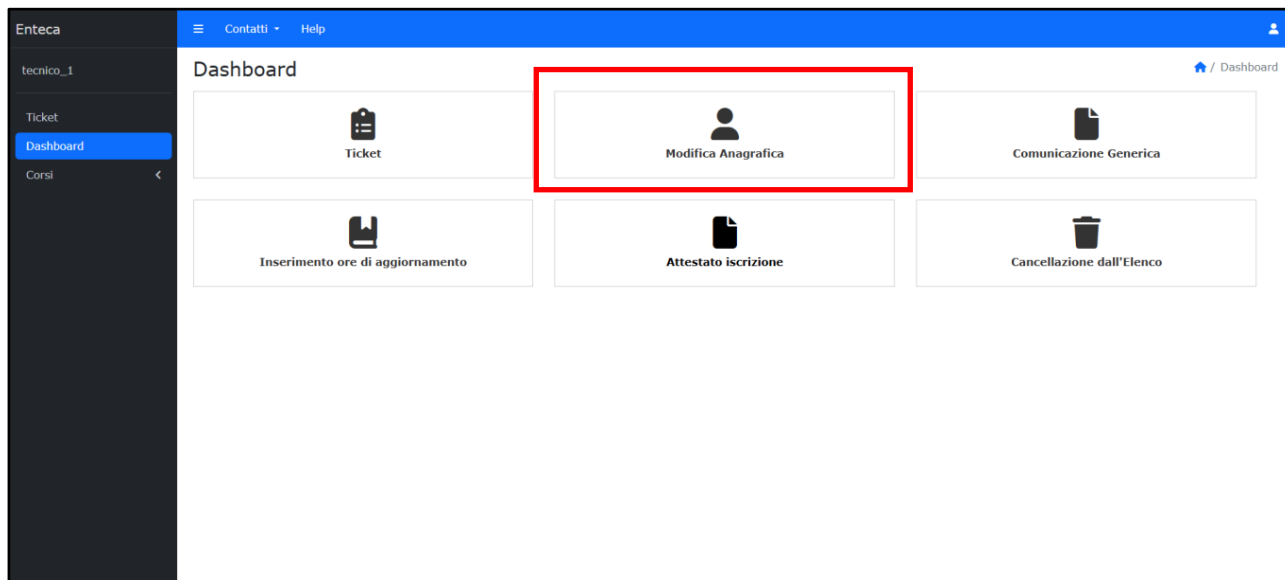 Enteca
Contatti
Help
tecnico_1
Dashboard
/ Dashboard
Ticket
Dashboard
Corsi
Ticket
Modifica Anagrafica
Comunicazione Generica
Inserimento ore di aggiornamento
Attestato iscrizione
Cancellazione dall'Elenco